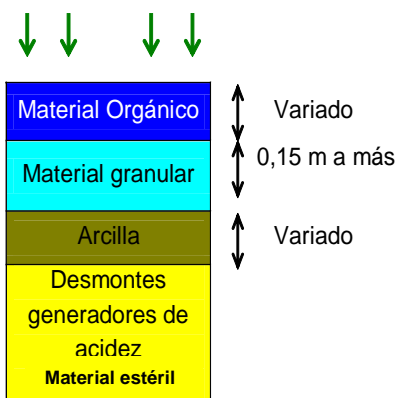 Material Orgánico
Variado
Material granular
0,15 m a más
Arcilla
Variado
Desmontes
generadores de
acidez
Material estéril